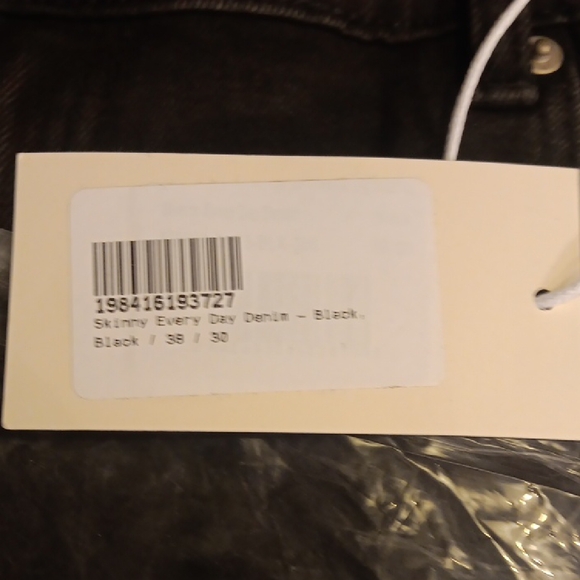 198416193727
Skinny Every Day Denim - Black,
Black / 38 / 30